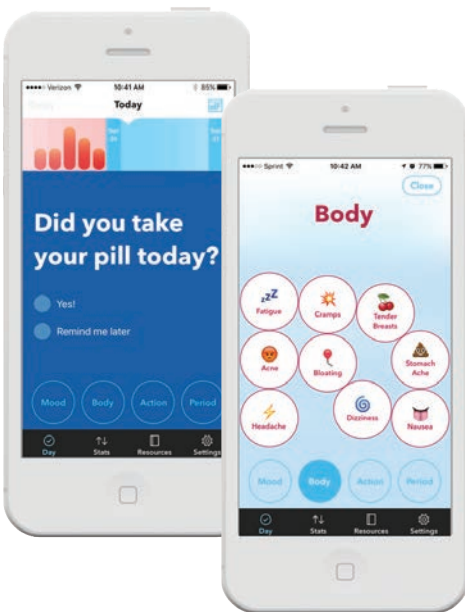 Verizon
10:41 AM
85%
Today
Did you take
your pill today?
Yes!
Remind me later
Mood
Body
Action
Period
Day
Stats
Resources
Settings
Sprint
10:42 AM
77%
Close
Body
zzZ
Fatigue
Cramps
Tender
Breasts
Acne
Bloating
Stomach
Ache
Headache
Dizziness
Nausea
Mood
Body
Action
Period
Day
Stats
Resources
Settings